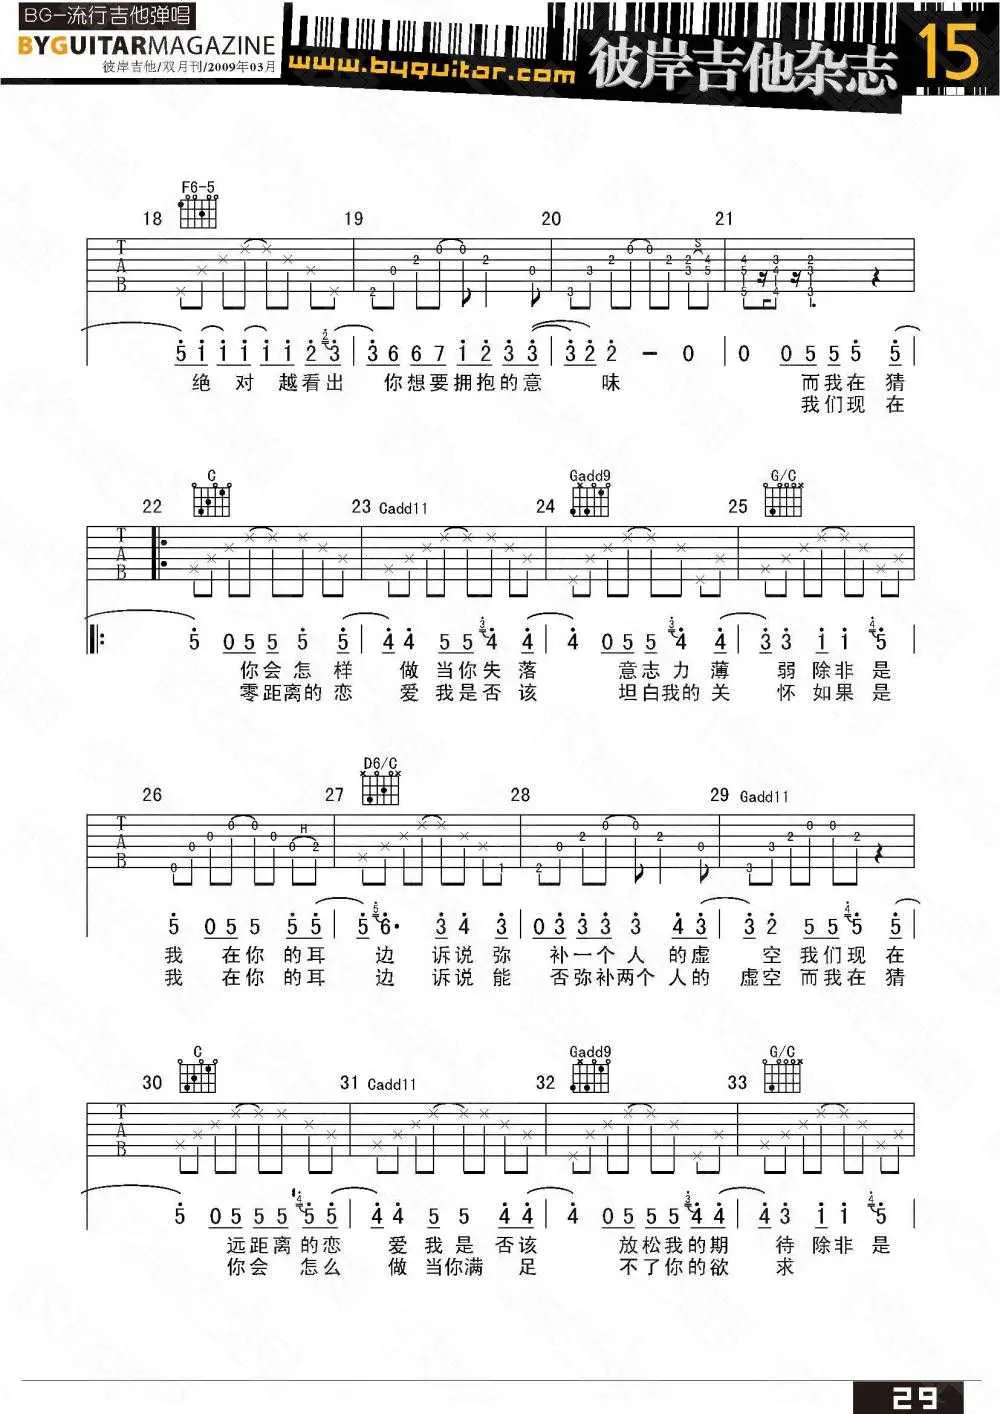 BG-流行吉他弹唱
BYGUITARMAGAZINE
彼岸吉他/双月刊/2009年03月
www.byguitar.com
彼岸吉他杂志
15
F6-5
18 19 20 21
T
A
B
5 i i i i i 2 3 | 3 6 6 7 i 2 3 3 | 3 2 2 - 0 | 0 0 5 5 5 5
绝 对 越看出 你想要拥抱的意 味 而我在 猜
我们现 在
C Gadd9 G/C
22 23 Cadd11 24 25
T
A
B
5 0 5 5 5 5 | 4 4 5 5 4 4 | 4 0 5 5 4 4 | 3 3 i i 5
你会 怎 样 做 当你失 落 意志力 薄 弱 除非 是
零距离的 恋 爱 我是否 该 坦白我的 关 怀 如果 是
D6/C
26 27 28 29 Gadd11
T
A
B
H
5 0 5 5 5 5 5 | 5 6· 3 4 3 | 0 3 3 3 3 4 3 | 3 2 5 5 5 5
我 在你 的耳 边 诉说 弥 补一个 人 的虚 空 我们现在
我 在你 的耳 边 诉说 能 否弥补两个 人的 虚空 而我在 猜
C Gadd9 G/C
30 31 Cadd11 32 33
T
A
B
5 0 5 5 5 5 5 | 4 4 5 5 4 4 | 4 0 5 5 5 4 4 | 4 3 i i 5
远距 离 的恋 爱 我 是 否该 放松我的期 待 除非 是
你会 怎么 做 当你满 足 不了你的欲 求
29